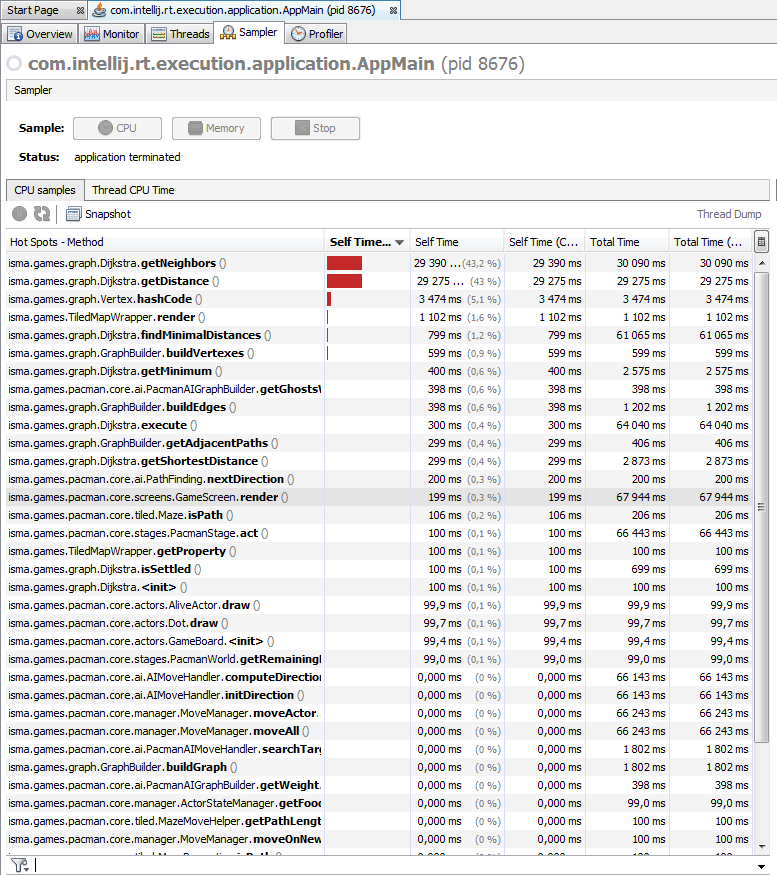 Start Page com.intellij.rt.execution.application.AppMain (pid 8676)
Overview Monitor Threads Sampler Profiler
com.intellij.rt.execution.application.AppMain (pid 8676)
Sampler
Sample: CPU Memory Stop
Status: application terminated
CPU samples Thread CPU Time
Snapshot Thread Dump
Hot Spots - Method Self Time... Self Time Self Time (C... Total Time Total Time (...
isma.games.graph.Dijkstra.getNeighbors () 29 390 ... (43,2 %) 29 390 ms 30 090 ms 30 090 ms
isma.games.graph.Dijkstra.getDistance () 29 275 ... (43 %) 29 275 ms 29 275 ms 29 275 ms
isma.games.graph.Vertex.hashCode () 3 474 ms (5,1 %) 3 474 ms 3 474 ms 3 474 ms
isma.games.TiledMapWrapper.render () 1 102 ms (1,6 %) 1 102 ms 1 102 ms 1 102 ms
isma.games.graph.Dijkstra.findMinimalDistances () 799 ms (1,2 %) 799 ms 61 065 ms 61 065 ms
isma.games.graph.GraphBuilder.buildVertexes () 599 ms (0,9 %) 599 ms 599 ms 599 ms
isma.games.graph.Dijkstra.getMinimum () 400 ms (0,6 %) 400 ms 2 575 ms 2 575 ms
isma.games.pacman.core.ai.PacmanAIGraphBuilder.getGhosts 398 ms (0,6 %) 398 ms 398 ms 398 ms
isma.games.graph.GraphBuilder.buildEdges () 398 ms (0,6 %) 398 ms 1 202 ms 1 202 ms
isma.games.graph.Dijkstra.execute () 300 ms (0,4 %) 300 ms 64 040 ms 64 040 ms
isma.games.graph.GraphBuilder.getAdjacentPaths () 299 ms (0,4 %) 299 ms 406 ms 406 ms
isma.games.graph.Dijkstra.getShortestDistance () 299 ms (0,4 %) 299 ms 2 873 ms 2 873 ms
isma.games.pacman.core.ai.PathFinding.nextDirection () 200 ms (0,3 %) 200 ms 200 ms 200 ms
isma.games.pacman.core.screens.GameScreen.render () 199 ms (0,3 %) 199 ms 67 944 ms 67 944 ms
isma.games.pacman.core.tiled.Maze.isPath () 106 ms (0,2 %) 106 ms 206 ms 206 ms
isma.games.pacman.core.stages.PacmanStage.act () 100 ms (0,1 %) 100 ms 66 443 ms 66 443 ms
isma.games.TiledMapWrapper.getProperty () 100 ms (0,1 %) 100 ms 100 ms 100 ms
isma.games.graph.Dijkstra.isSettled () 100 ms (0,1 %) 100 ms 699 ms 699 ms
isma.games.graph.Dijkstra.<init> () 100 ms (0,1 %) 100 ms 100 ms 100 ms
isma.games.pacman.core.actors.AliveActor.draw () 99,9 ms (0,1 %) 99,9 ms 99,9 ms 99,9 ms
isma.games.pacman.core.actors.Dot.draw () 99,7 ms (0,1 %) 99,7 ms 99,7 ms 99,7 ms
isma.games.pacman.core.actors.GameBoard.<init> () 99,4 ms (0,1 %) 99,4 ms 99,4 ms 99,4 ms
isma.games.pacman.core.stages.PacmanWorld.getRemaining 99,0 ms (0,1 %) 99,0 ms 99,0 ms 99,0 ms
isma.games.pacman.core.ai.AIMoveHandler.computeDirection 0,000 ms (0 %) 0,000 ms 66 143 ms 66 143 ms
isma.games.pacman.core.ai.AIMoveHandler.initDirection () 0,000 ms (0 %) 0,000 ms 66 143 ms 66 143 ms
isma.games.pacman.core.manager.MoveManager.moveActor 0,000 ms (0 %) 0,000 ms 66 243 ms 66 243 ms
isma.games.pacman.core.manager.MoveManager.moveAll () 0,000 ms (0 %) 0,000 ms 66 243 ms 66 243 ms
isma.games.pacman.core.ai.PacmanAIMoveHandler.searchTar 0,000 ms (0 %) 0,000 ms 1 802 ms 1 802 ms
isma.games.graph.GraphBuilder.buildGraph () 0,000 ms (0 %) 0,000 ms 1 802 ms 1 802 ms
isma.games.pacman.core.ai.PacmanAIGraphBuilder.getWeight 0,000 ms (0 %) 0,000 ms 398 ms 398 ms
isma.games.pacman.core.manager.ActorStateManager.getFoo 0,000 ms (0 %) 0,000 ms 99,0 ms 99,0 ms
isma.games.pacman.core.tiled.MazeMoveHelper.getPathLengt 0,000 ms (0 %) 0,000 ms 100 ms 100 ms
isma.games.pacman.core.manager.MoveManager.moveOnNew 0,000 ms (0 %) 0,000 ms 100 ms 100 ms